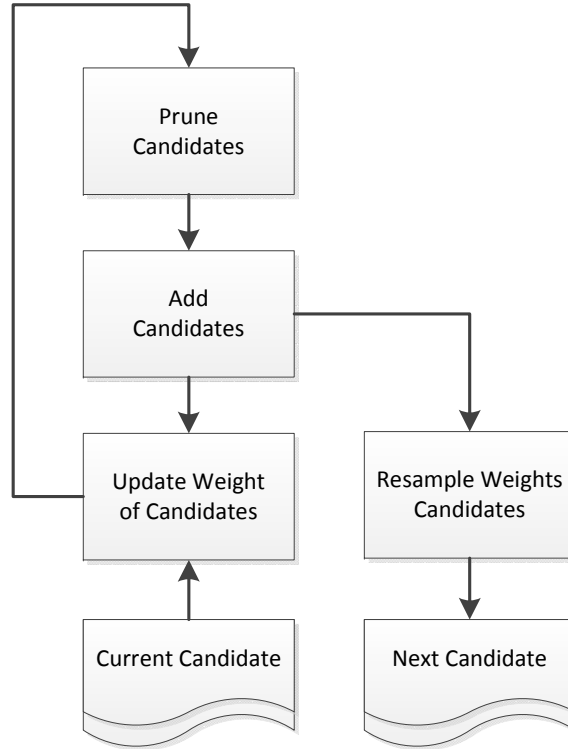 Prune
Candidates
Add
Candidates
Update Weight
of Candidates
Resample Weights
Candidates
Current Candidate
Next Candidate